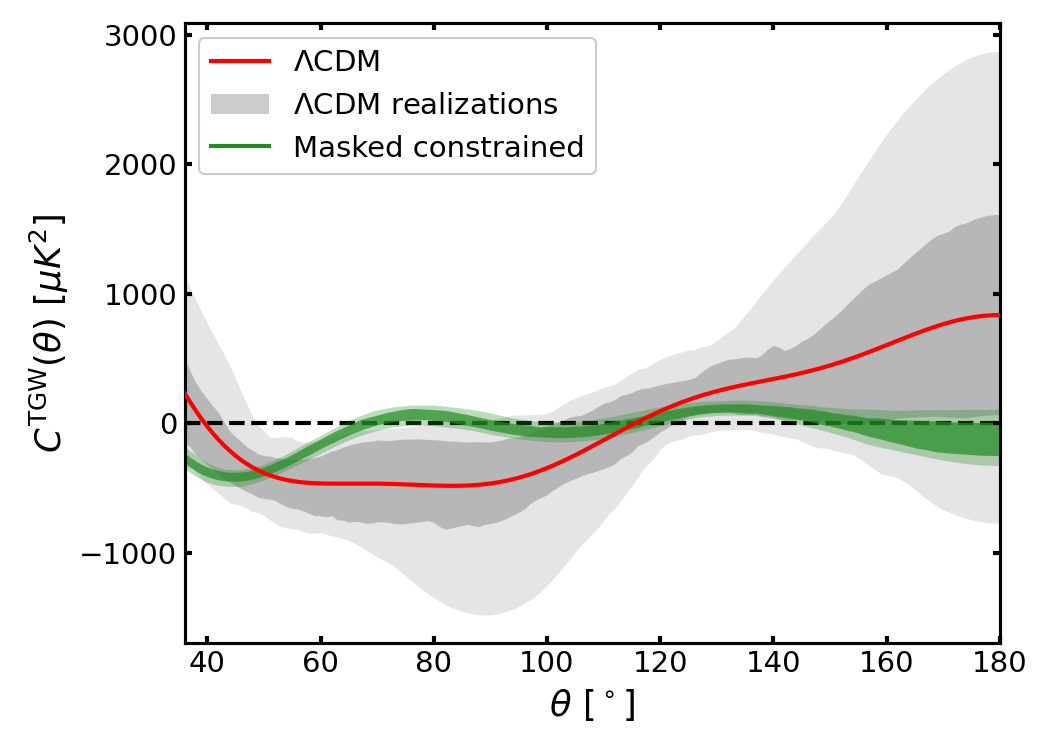 3000
2000
1000
0
−1000
C^TGW(θ) [μK²]
ΛCDM
ΛCDM realizations
Masked constrained
40 60 80 100 120 140 160 180
θ [°]